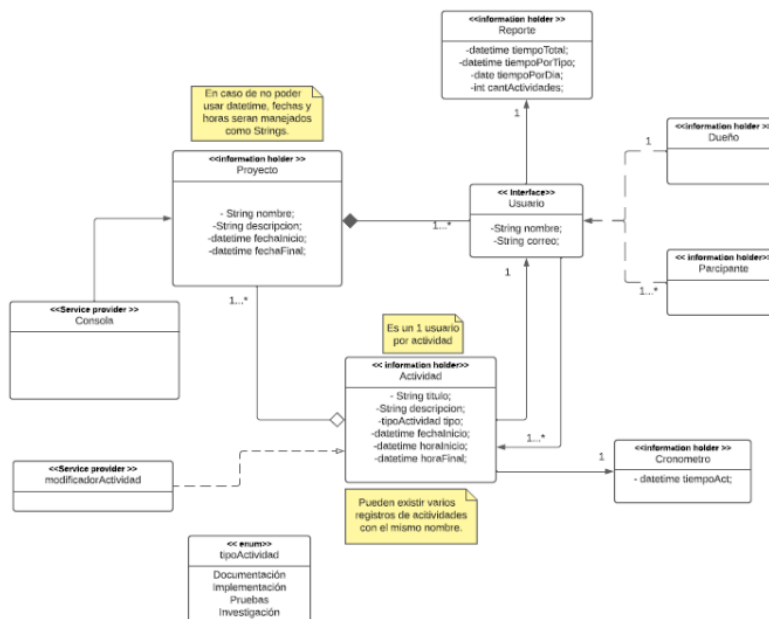 <<information holder>>
Reporte
-datetime tiempoTotal;
-datetime tiempoPorTipo;
-date tiempoPorDia;
-int cantActividades;
En caso de no poder
usar datetime, fechas y
horas seran manejados
como Strings.
1
<<information holder >>
Dueño
1
<<information holder >>
Proyecto
- String nombre;
-String descripcion;
-datetime fechaInicio;
-datetime fechaFinal;
<< Interface>>
Usuario
-String nombre;
-String correo;
1...*
<< information holder>>
Parcipante
1...*
1
1...*
<<Service provider >>
Consola
Es un 1 usuario
por actividad
<< information holder>>
Actividad
- String titulo;
-String descripcion;
-tipoActividad tipo;
-datetime fechaInicio;
-datetime horaInicio;
-datetime horaFinal;
1...*
<<information holder >>
Cronometro
- datetime tiempoAct;
1
<<Service provider >>
modificadorActividad
Pueden existir varios
registros de acitividades
con el mismo nombre.
<< enum>>
tipoActividad
Documentación
Implementación
Pruebas
Investigación